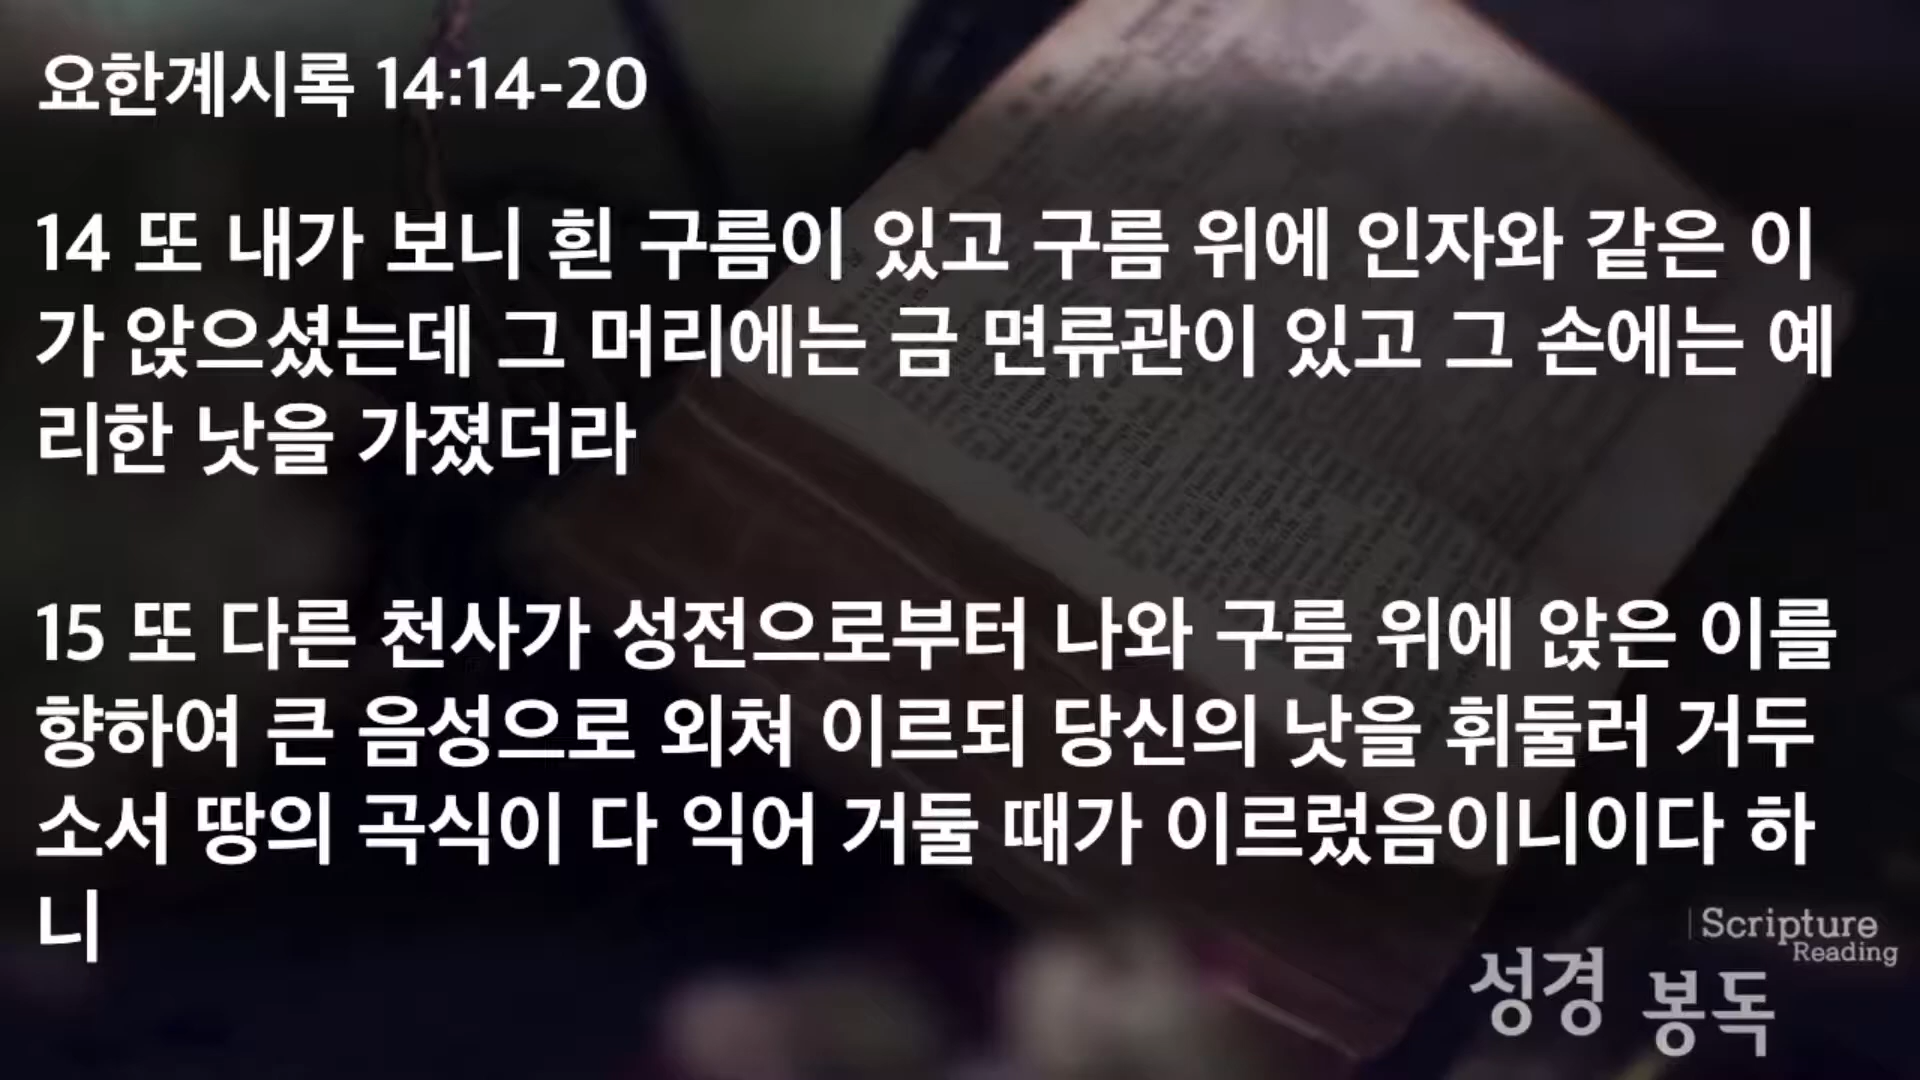 요한계시록 14:14-20
14 또 내가 보니 흰 구름이 있고 구름 위에 인자와 같은 이
가 앉으셨는데 그 머리에는 금 면류관이 있고 그 손에는 예
리한 낫을 가졌더라
15 또 다른 천사가 성전으로부터 나와 구름 위에 앉은 이를
향하여 큰 음성으로 외쳐 이르되 당신의 낫을 휘둘러 거두
소서 땅의 곡식이 다 익어 거둘 때가 이르렀음이니이다 하
니
Scripture
Reading
성경 봉독